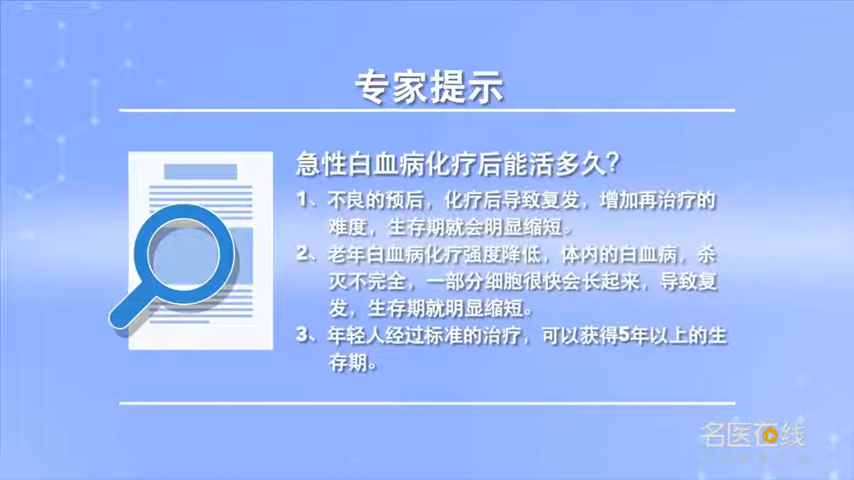 专家提示
急性白血病化疗后能活多久？
1、不良的预后，化疗后导致复发，增加再治疗的
难度，生存期就会明显缩短。
2、老年白血病化疗强度降低，体内的白血病，杀
灭不完全，一部分细胞很快会长起来，导致复
发，生存期就明显缩短。
3、年轻人经过标准的治疗，可以获得5年以上的生
存期。
名医在线